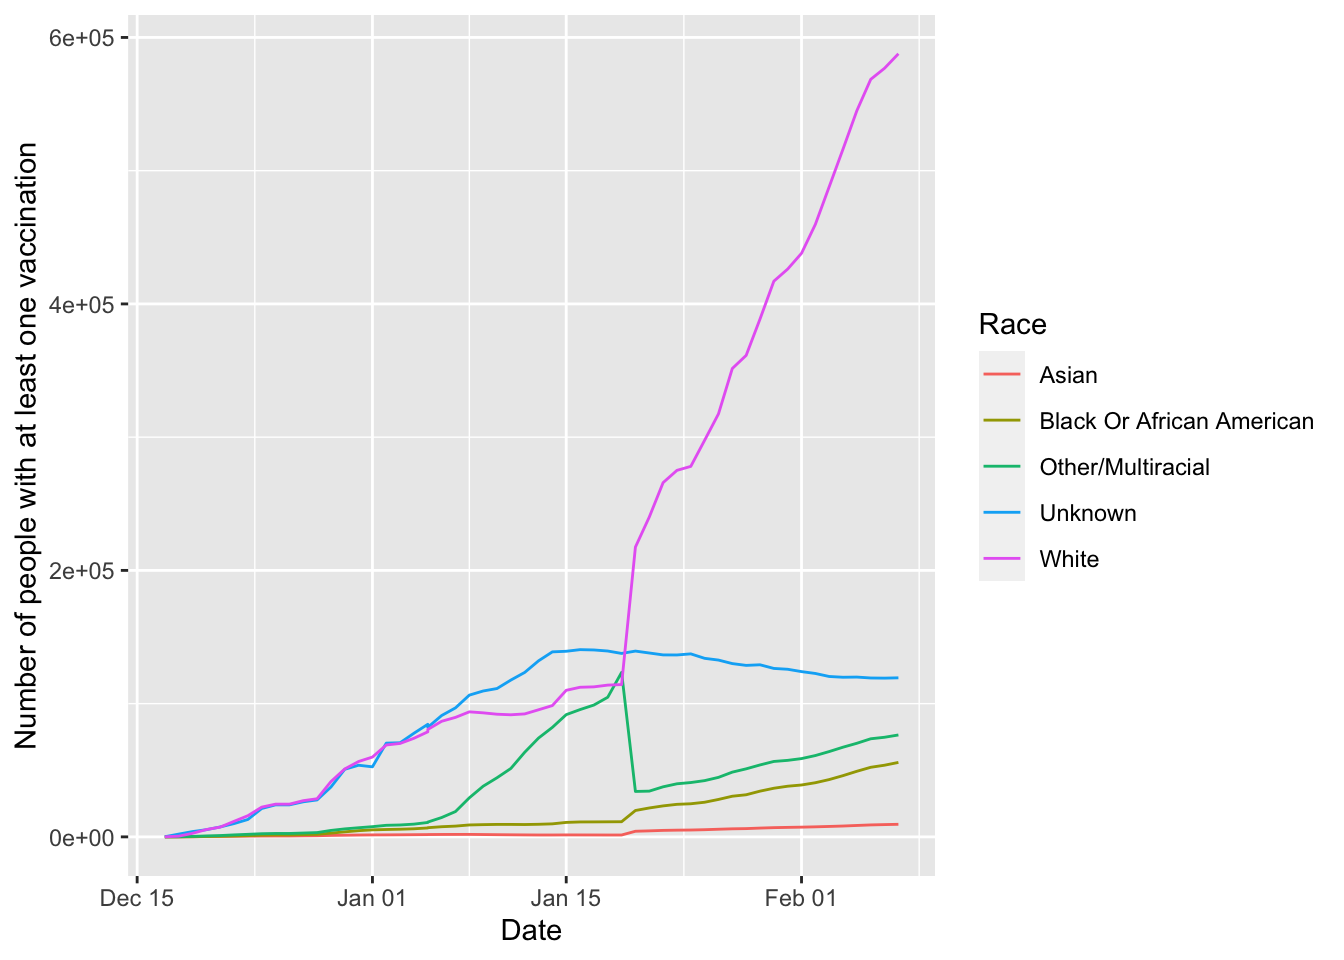 Number of people with at least one vaccination
6e+05
4e+05
2e+05
0e+00
Dec 15
Jan 01
Jan 15
Feb 01
Date
Race
Asian
Black Or African American
Other/Multiracial
Unknown
White